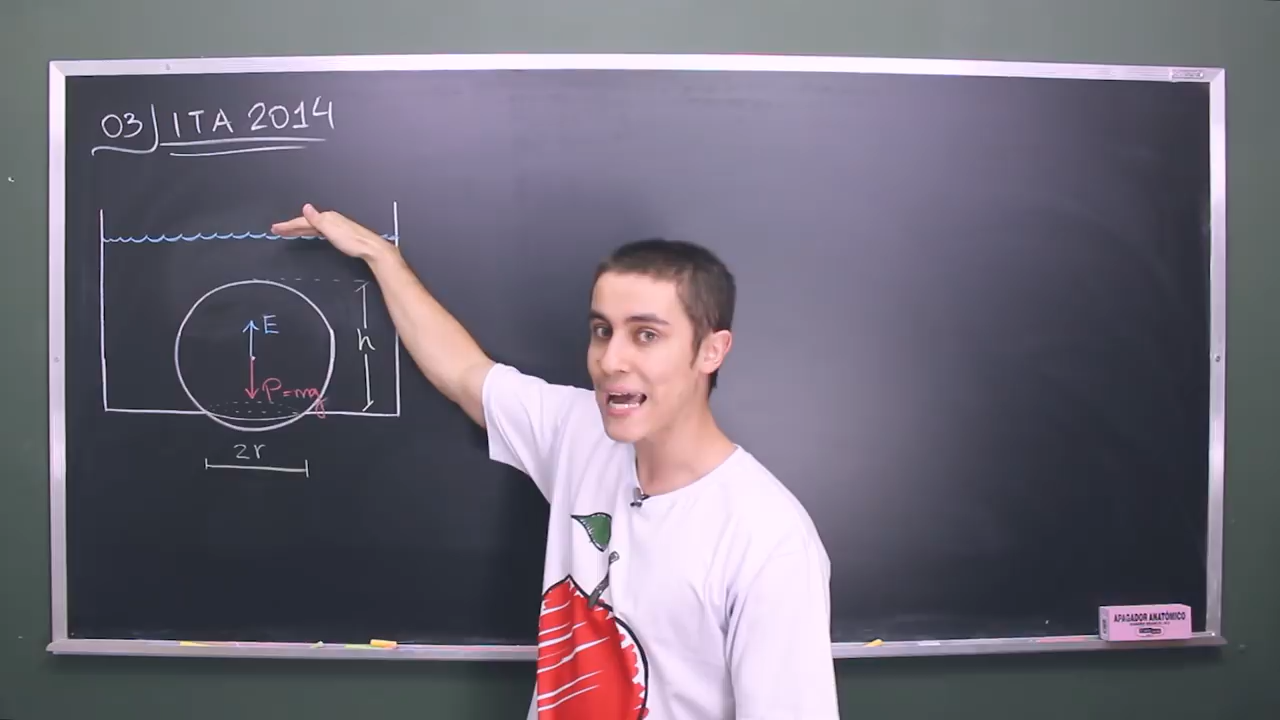 03) ITA 2014
E
h
P=mg
2r
APAGADOR ANATÔMICO